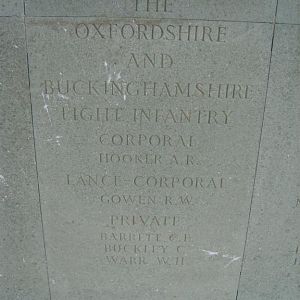 THE
OXFORDSHIRE
AND
BUCKINGHAMSHIRE
LIGHT INFANTRY
CORPORAL
HOOKER A.R.
LANCE-CORPORAL
GOWEN R.W.
PRIVATE
BARRETT C.F.
BUCKLEY C.
WARR W.H.